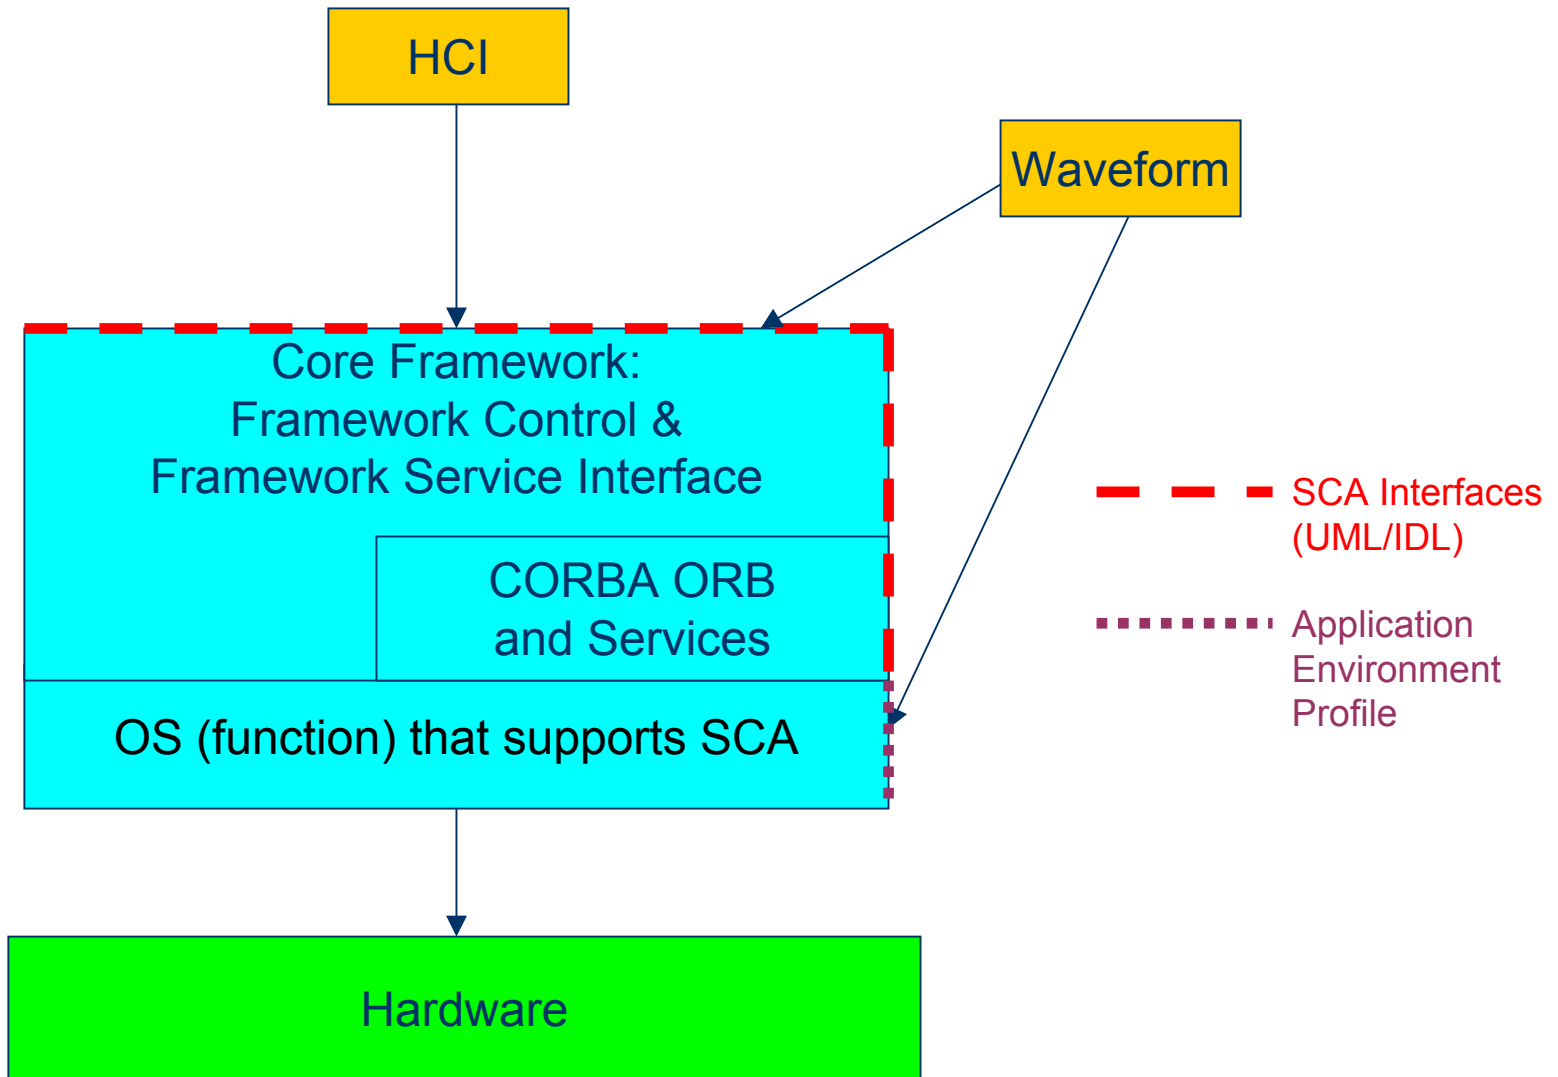 HCI
Waveform
Core Framework:
Framework Control &
Framework Service Interface
CORBA ORB
and Services
OS (function) that supports SCA
Hardware
SCA Interfaces
(UML/IDL)
Application
Environment
Profile